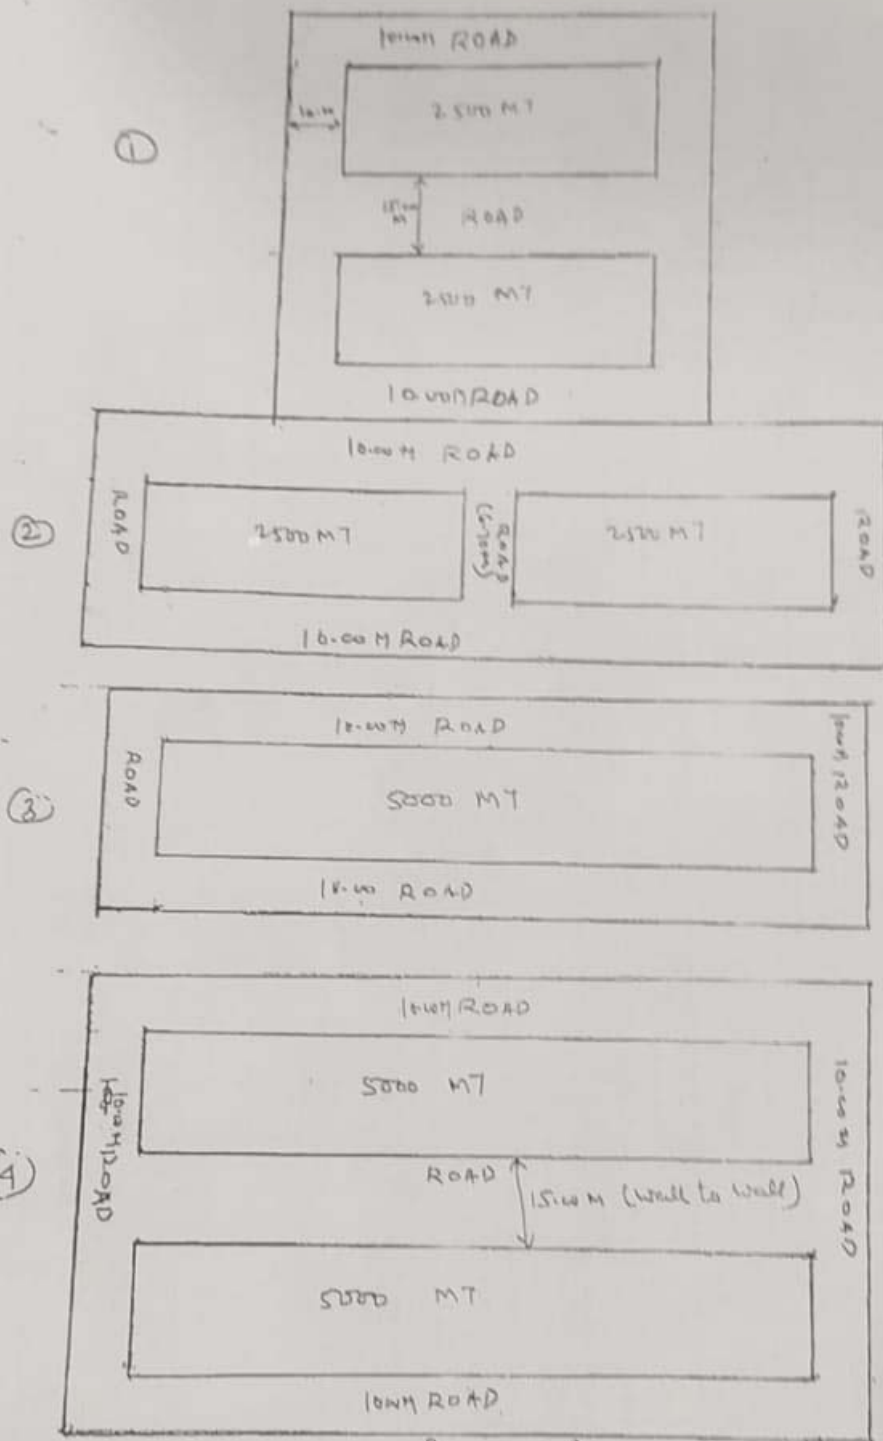 ①
10.00M ROAD
10.M
2500 MT
15.00
M
ROAD
2500 MT
10.00M ROAD
②
10.00 M ROAD
ROAD
2500 MT
ROAD
2500 MT
ROAD
10.00 M ROAD
③
10.00M ROAD
ROAD
5000 MT
10.00M ROAD
10.00 ROAD
4
10.00M ROAD
5000 MT
10.00M ROAD
10.00 M ROAD
ROAD
15.00 M (Wall to Wall)
5000 MT
10.00M ROAD